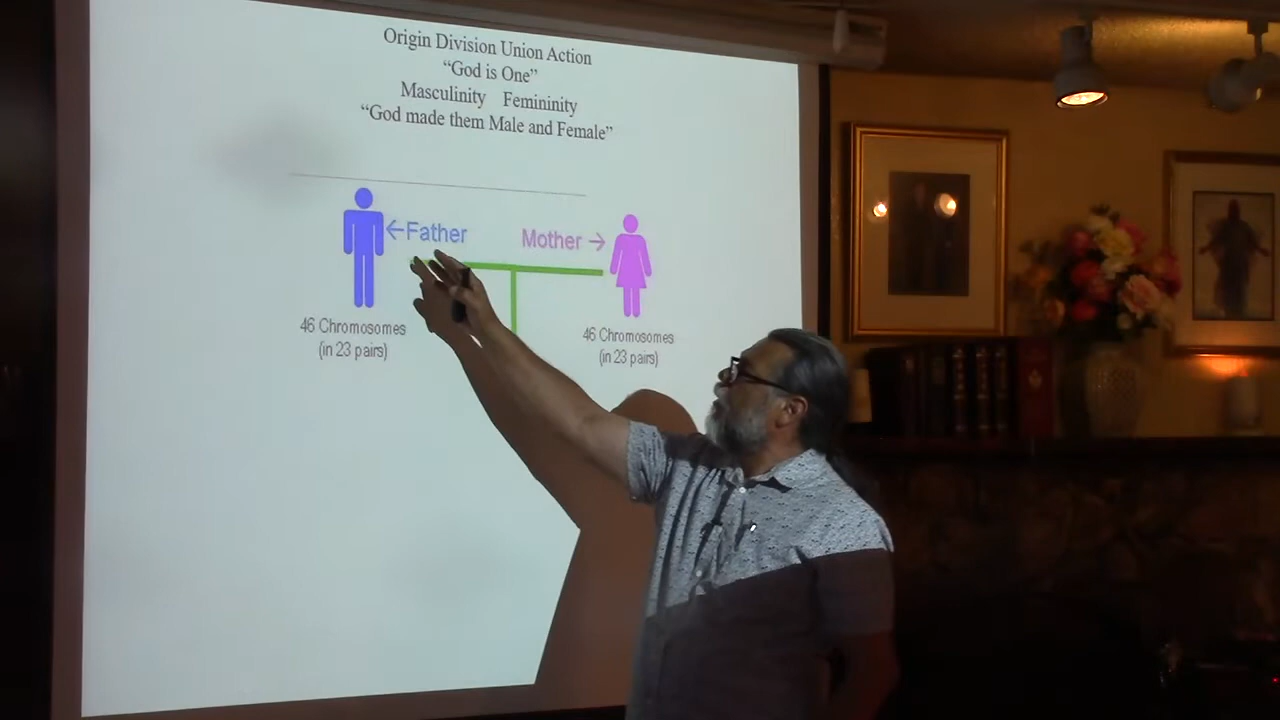 Origin Division Union Action
“God is One”
Masculinity Femininity
“God made them Male and Female”
←Father
Mother →
46 Chromosomes
(in 23 pairs)
46 Chromosomes
(in 23 pairs)